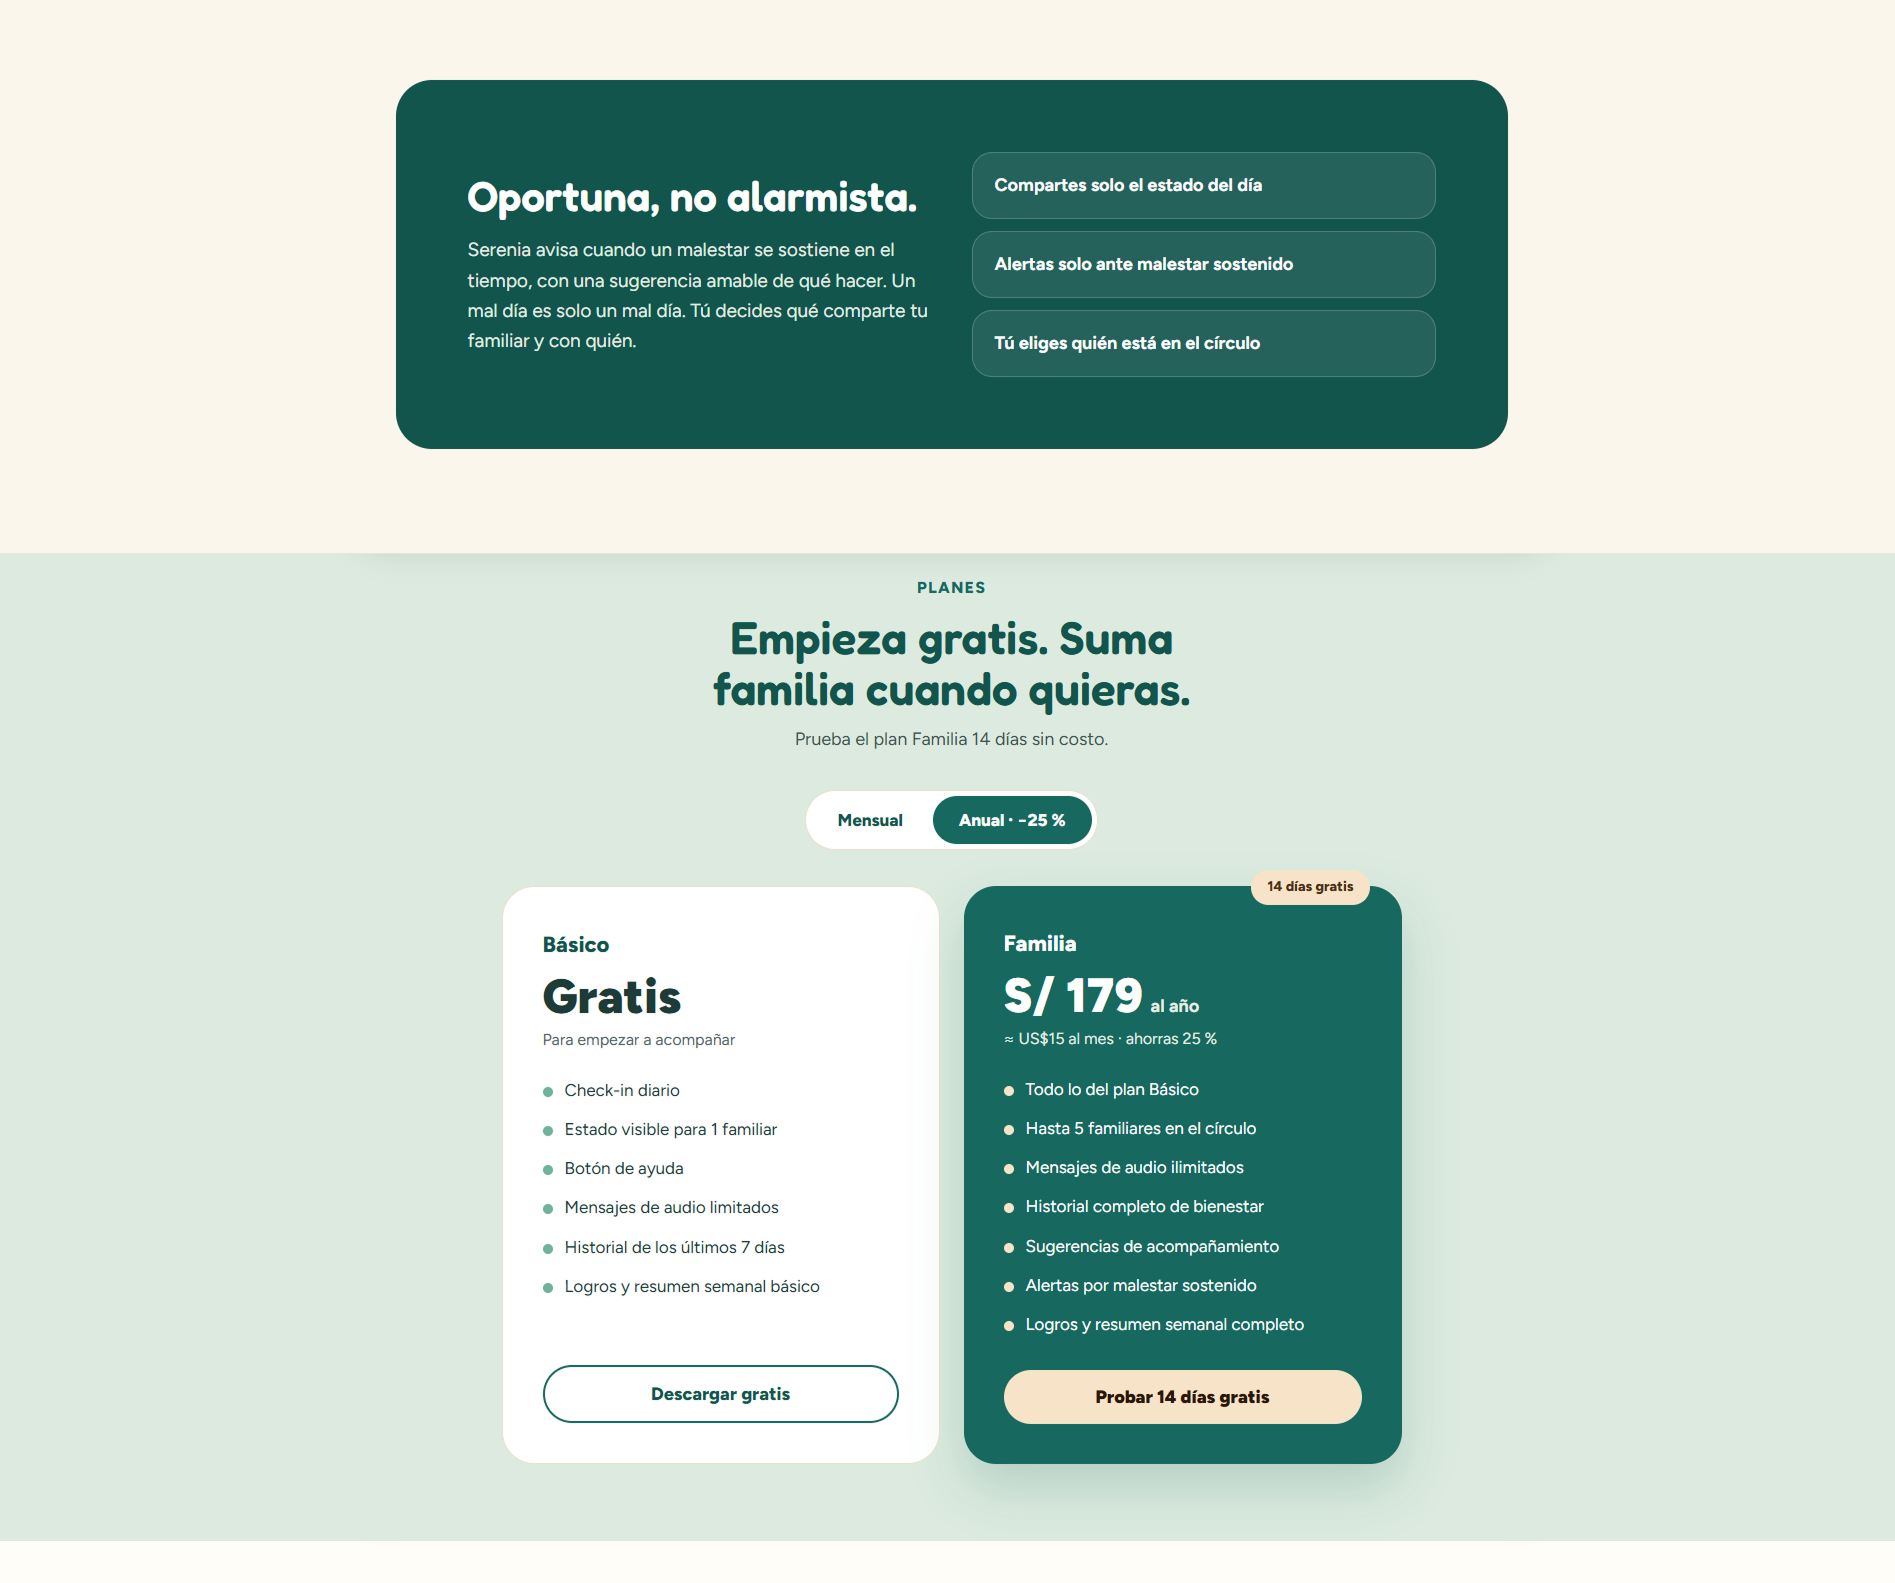 Oportuna, no alarmista.
Serenia avisa cuando un malestar se sostiene en el
tiempo, con una sugerencia amable de qué hacer. Un
mal día es solo un mal día. Tú decides qué comparte tu
familiar y con quién.
Compartes solo el estado del día
Alertas solo ante malestar sostenido
Tú eliges quién está en el círculo
PLANES
Empieza gratis. Suma
familia cuando quieras.
Prueba el plan Familia 14 días sin costo.
Mensual
Anual · −25 %
Básico
Gratis
Para empezar a acompañar
Check-in diario
Estado visible para 1 familiar
Botón de ayuda
Mensajes de audio limitados
Historial de los últimos 7 días
Logros y resumen semanal básico
Descargar gratis
14 días gratis
Familia
S/ 179 al año
≈ US$15 al mes · ahorras 25 %
Todo lo del plan Básico
Hasta 5 familiares en el círculo
Mensajes de audio ilimitados
Historial completo de bienestar
Sugerencias de acompañamiento
Alertas por malestar sostenido
Logros y resumen semanal completo
Probar 14 días gratis